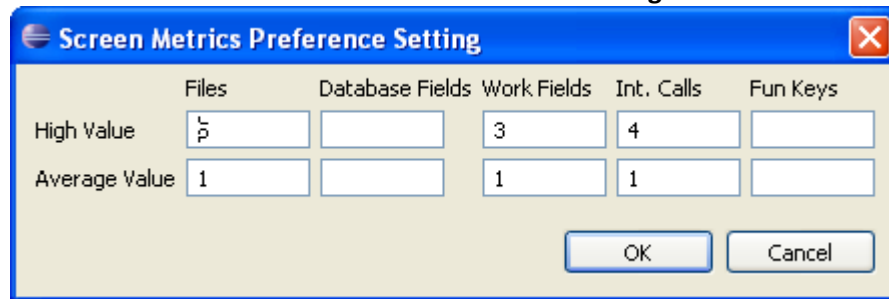 Screen Metrics Preference Setting
Files Database Fields Work Fields Int. Calls Fun Keys
High Value 3 4
Average Value 1 1 1
OK Cancel